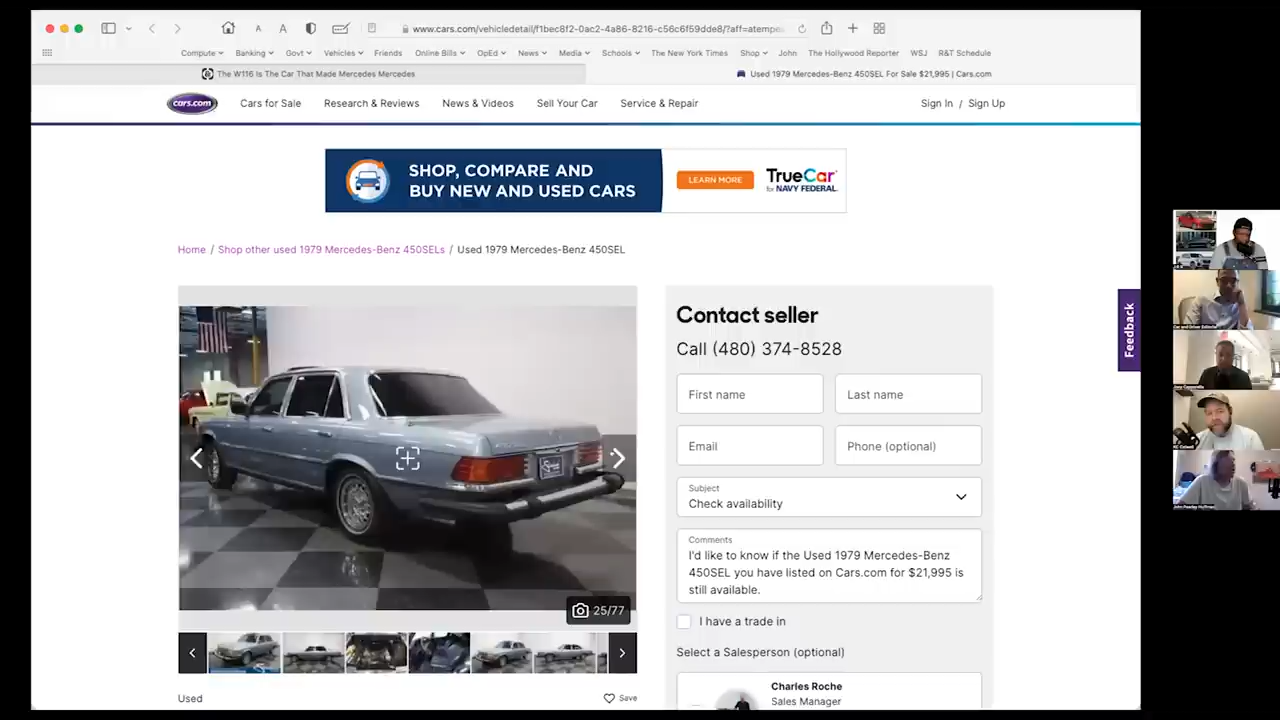 A A www.cars.com/vehicledetail/f1bec8f2-0ac2-4a86-8216-c56c6f59dde8/?aff=atempo
Compute Banking Govt Vehicles Friends Online Bills OpEd News Media Schools The New York Times Shop John The Hollywood Reporter WSJ R&T Schedule
The W116 Is The Car That Made Mercedes Mercedes
Used 1979 Mercedes-Benz 450SEL For Sale $21,995 | Cars.com
cars.com Cars for Sale Research & Reviews News & Videos Sell Your Car Service & Repair Sign In / Sign Up
SHOP, COMPARE AND
BUY NEW AND USED CARS
LEARN MORE
TrueCar
for NAVY FEDERAL.
Home / Shop other used 1979 Mercedes-Benz 450SELs / Used 1979 Mercedes-Benz 450SEL
25/77
Used
Save
Contact seller
Call (480) 374-8528
First name
Last name
Email
Phone (optional)
Subject
Check availability
Comments
I'd like to know if the Used 1979 Mercedes-Benz
450SEL you have listed on Cars.com for $21,995 is
still available.
I have a trade in
Select a Salesperson (optional)
Charles Roche
Sales Manager
Feedback